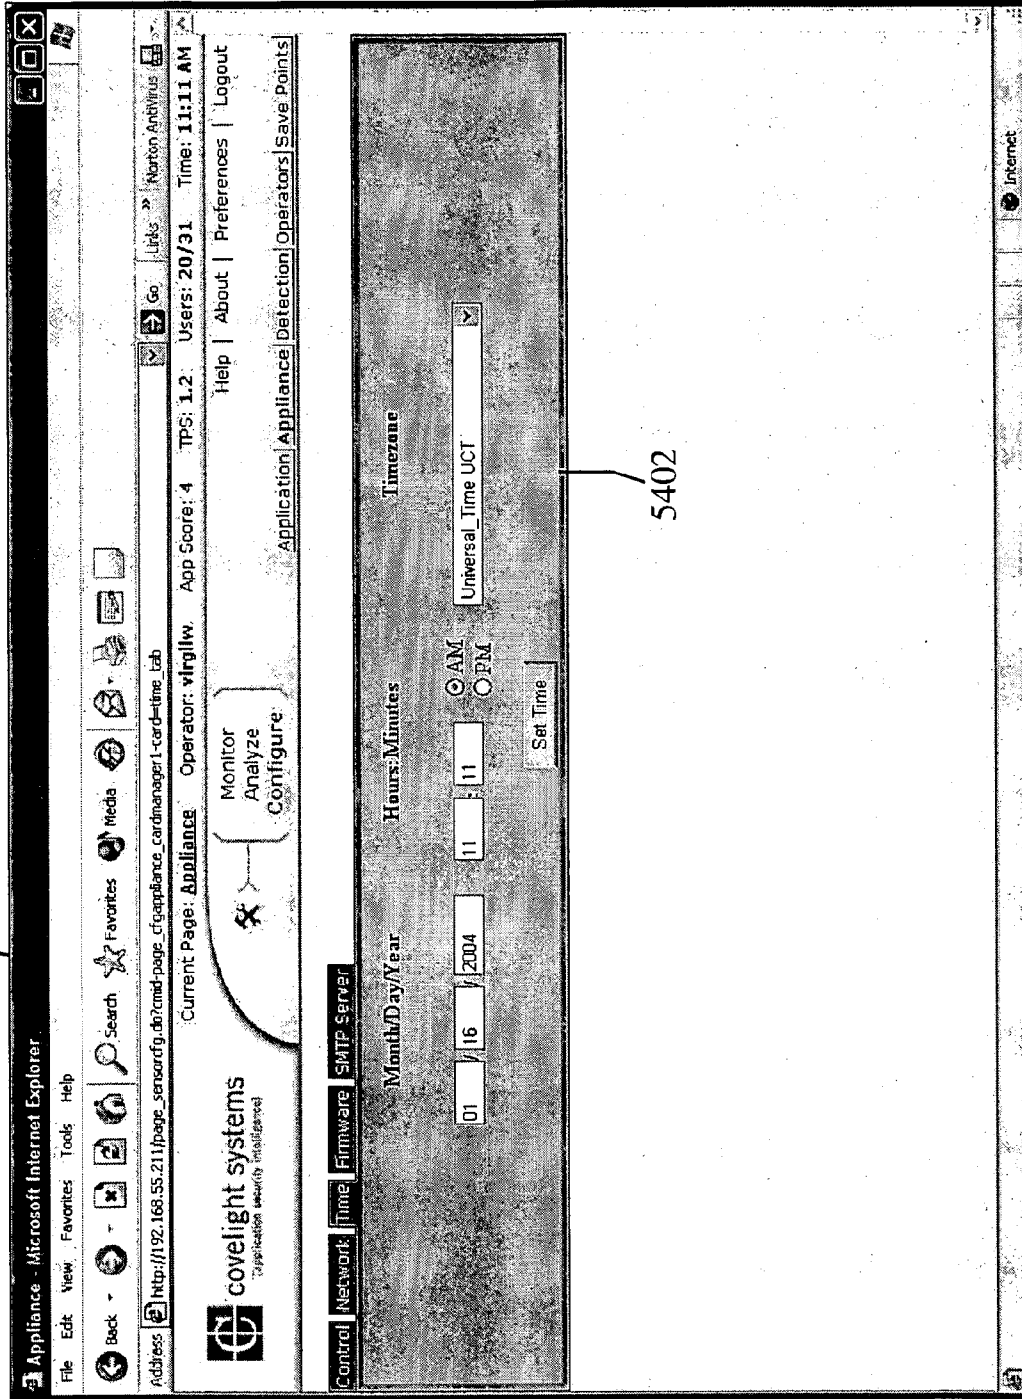 Appliance - Microsoft Internet Explorer
File Edit View Favorites Tools Help
Back Search Favorites Media
Address http://192.168.55.211/page_sensorcfg.do?cmid-page_cfgappliance_cardmanager1-card=time_tab Go Links » Norton AntiVirus
Current Page: Appliance Operator: virgilw. App Score: 4 TPS: 1.2 Users: 20/31 Time: 11:11 AM
covelight systems
[application security intelligence]
Monitor
Analyze
Configure
Help | About | Preferences | Logout
Application Appliance Detection Operators Save Points
Control Network Time Firmware SMTP Server
Month/Day/Year Hours:Minutes Timezone
01 / 16 / 2004 11 : 11 AM Universal_Time UCT
PM
Set Time
5402
Internet